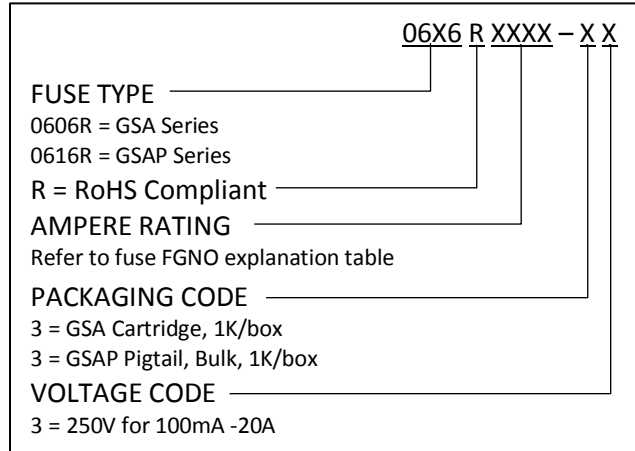 06X6 R XXXX – X X
FUSE TYPE
0606R = GSA Series
0616R = GSAP Series
R = RoHS Compliant
AMPERE RATING
Refer to fuse FGNO explanation table
PACKAGING CODE
3 = GSA Cartridge, 1K/box
3 = GSAP Pigtail, Bulk, 1K/box
VOLTAGE CODE
3 = 250V for 100mA -20A